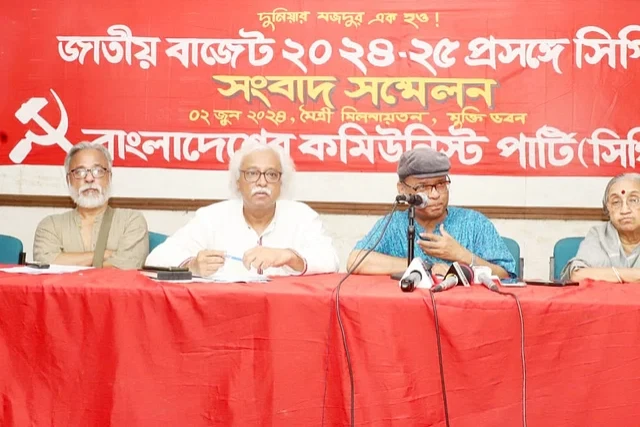 দুনিয়ার মজদুর এক হও!
জাতীয় বাজেট ২০২৪-২৫ প্রসঙ্গে
সংবাদ সম্মেলন
০২ জুন ২০২৪, মৈত্রী মিলনায়তন, মুক্তি ভবন
বাংলাদেশের কমিউনিস্ট পার্টি